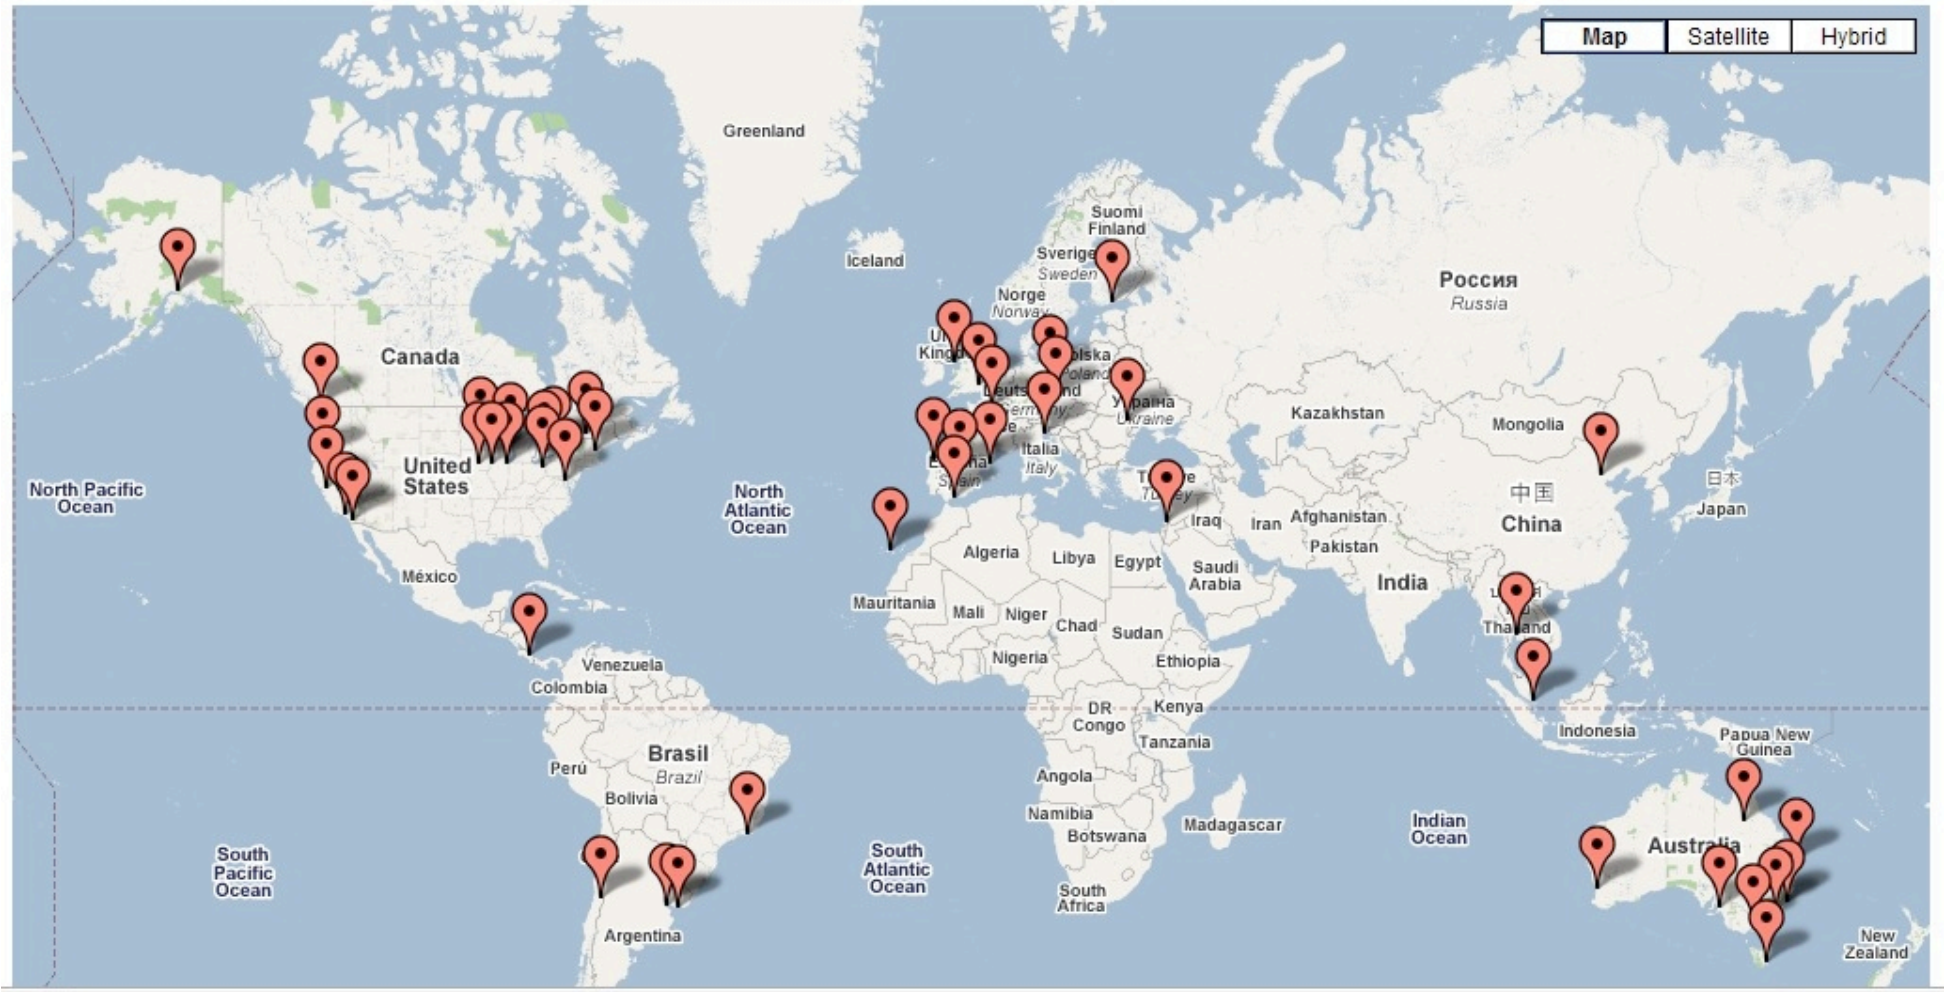 Map
Satellite
Hybrid
Greenland
Iceland
Suomi
Finland
Sverige
Sweden
Norge
Norway
Россия
Russia
Canada
United
States
México
North Pacific
Ocean
North
Atlantic
Ocean
Poland
Ukraine
Italia
Italy
Spain
Kazakhstan
Mongolia
中国
China
日本
Japan
Iraq
Iran
Afghanistan
Pakistan
India
Algeria
Libya
Egypt
Saudi
Arabia
Mauritania
Mali
Niger
Chad
Sudan
Nigeria
Ethiopia
DR
Congo
Kenya
Tanzania
Angola
Namibia
Botswana
Madagascar
South
Africa
Venezuela
Colombia
Brasil
Brazil
Perú
Bolivia
Argentina
South
Pacific
Ocean
South
Atlantic
Ocean
Indian
Ocean
Thailand
Indonesia
Papua New
Guinea
Australia
New
Zealand